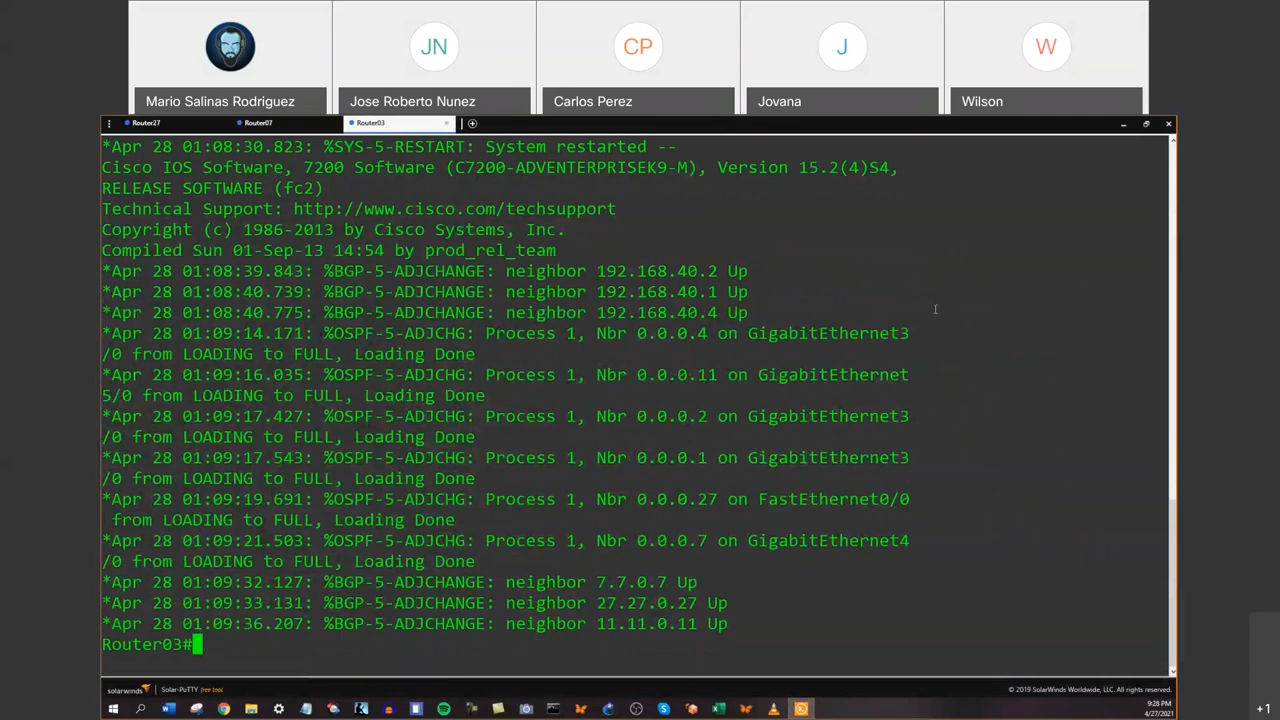 JN
CP
J
W
Mario Salinas Rodriguez
Jose Roberto Nunez
Carlos Perez
Jovana
Wilson
Router27
Router07
Router03
*Apr 28 01:08:30.823: %SYS-5-RESTART: System restarted --
Cisco IOS Software, 7200 Software (C7200-ADVENTERPRISEK9-M), Version 15.2(4)S4,
RELEASE SOFTWARE (fc2)
Technical Support: http://www.cisco.com/techsupport
Copyright (c) 1986-2013 by Cisco Systems, Inc.
Compiled Sun 01-Sep-13 14:54 by prod_rel_team
*Apr 28 01:08:39.843: %BGP-5-ADJCHANGE: neighbor 192.168.40.2 Up
*Apr 28 01:08:40.739: %BGP-5-ADJCHANGE: neighbor 192.168.40.1 Up
*Apr 28 01:08:40.775: %BGP-5-ADJCHANGE: neighbor 192.168.40.4 Up
*Apr 28 01:09:14.171: %OSPF-5-ADJCHG: Process 1, Nbr 0.0.0.4 on GigabitEthernet3
/0 from LOADING to FULL, Loading Done
*Apr 28 01:09:16.035: %OSPF-5-ADJCHG: Process 1, Nbr 0.0.0.11 on GigabitEthernet
5/0 from LOADING to FULL, Loading Done
*Apr 28 01:09:17.427: %OSPF-5-ADJCHG: Process 1, Nbr 0.0.0.2 on GigabitEthernet3
/0 from LOADING to FULL, Loading Done
*Apr 28 01:09:17.543: %OSPF-5-ADJCHG: Process 1, Nbr 0.0.0.1 on GigabitEthernet3
/0 from LOADING to FULL, Loading Done
*Apr 28 01:09:19.691: %OSPF-5-ADJCHG: Process 1, Nbr 0.0.0.27 on FastEthernet0/0
from LOADING to FULL, Loading Done
*Apr 28 01:09:21.503: %OSPF-5-ADJCHG: Process 1, Nbr 0.0.0.7 on GigabitEthernet4
/0 from LOADING to FULL, Loading Done
*Apr 28 01:09:32.127: %BGP-5-ADJCHANGE: neighbor 7.7.0.7 Up
*Apr 28 01:09:33.131: %BGP-5-ADJCHANGE: neighbor 27.27.0.27 Up
*Apr 28 01:09:36.207: %BGP-5-ADJCHANGE: neighbor 11.11.0.11 Up
Router03#
solarwinds Solar-PuTTY free tool
© 2019 SolarWinds Worldwide, LLC. All rights reserved.
9:28 PM
4/27/2021
+1